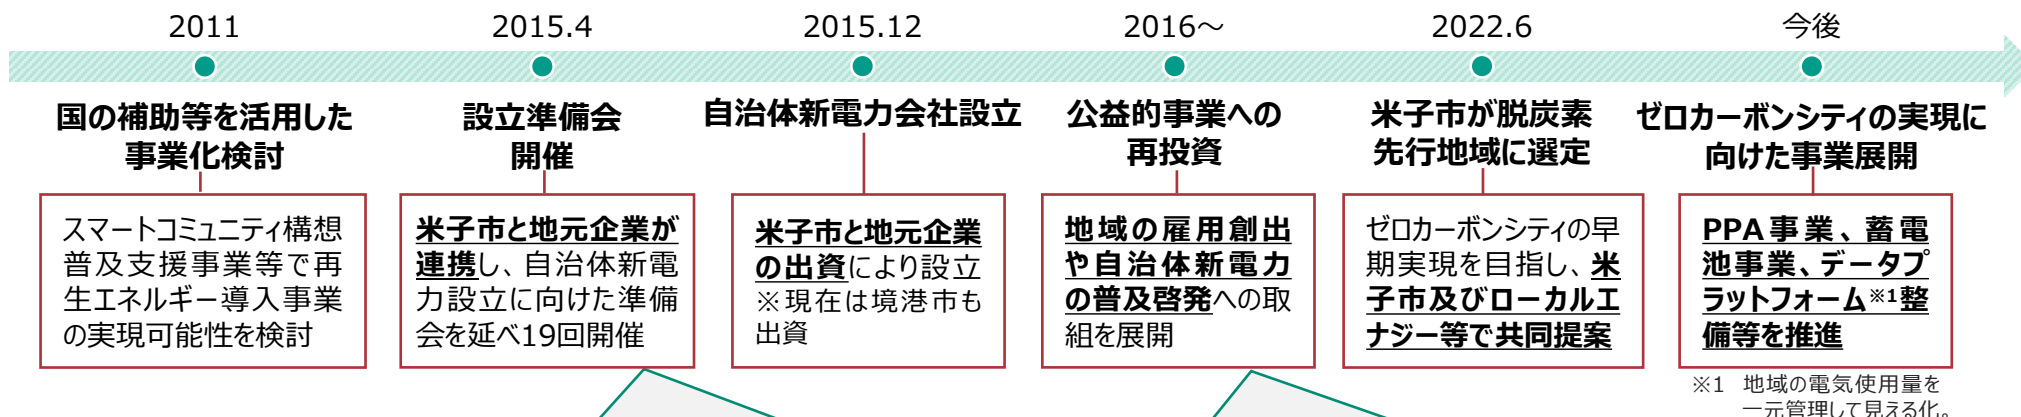 2011
2015.4
2015.12
2016～
2022.6
今後
国の補助等を活用した
事業化検討
設立準備会
開催
自治体新電力会社設立
公益的事業への
再投資
米子市が脱炭素
先行地域に選定
ゼロカーボンシティの実現に
向けた事業展開
スマートコミュニティ構想
普及支援事業等で再
生エネルギー導入事業
の実現可能性を検討
米子市と地元企業が
連携し、自治体新電
力設立に向けた準備
会を延べ19回開催
米子市と地元企業
の出資により設立
※現在は境港市も
出資
地域の雇用創出
や自治体新電力
の普及啓発への取
組を展開
ゼロカーボンシティの早
期実現を目指し、米
子市及びローカルエ
ナジー等で共同提案
PPA事業、蓄電
池事業、データプ
ラットフォーム※1整
備等を推進
※1 地域の電気使用量を
一元管理して見える化。